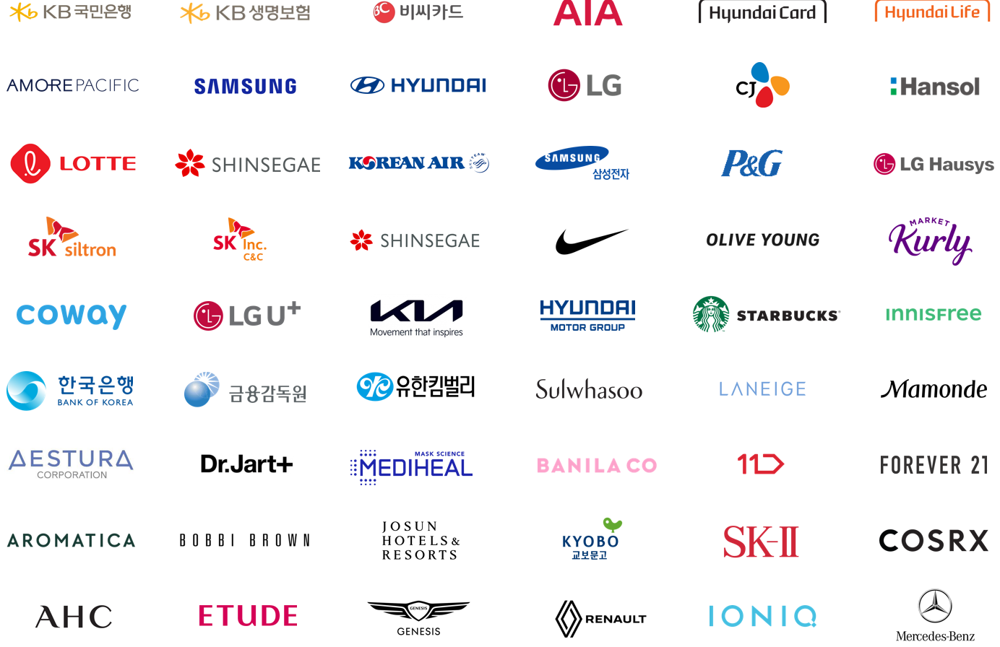 KB 국민은행
KB 생명보험
BC 비씨카드
AIA
Hyundai Card
Hyundai Life
AMOREPACIFIC
SAMSUNG
HYUNDAI
LG
CJ
Hansol
LOTTE
SHINSEGAE
KOREAN AIR SKYTEAM
SAMSUNG
삼성전자
P&G
LG Hausys
SK siltron
SK Inc.
C&C
SHINSEGAE
OLIVE YOUNG
MARKET
Kurly
coway
LG U+
KIA
Movement that inspires
HYUNDAI
MOTOR GROUP
STARBUCKS®
innisfree
한국은행
BANK OF KOREA
금융감독원
유한킴벌리
Sulwhasoo
LANEIGE
Mamonde
AESTURA
CORPORATION
Dr.Jart+
MASK SCIENCE
MEDIHEAL
BANILA CO
11
FOREVER 21
AROMATICA
BOBBI BROWN
JOSUN
HOTELS&
RESORTS
KYOBO
교보문고
SK-II
COSRX
AHC
ETUDE
GENESIS
GENESIS
RENAULT
IONIQ
Mercedes-Benz